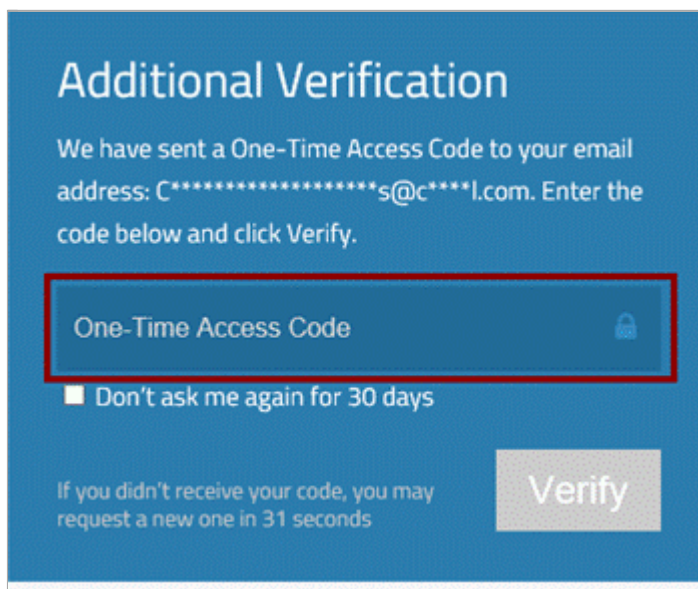 Additional Verification
We have sent a One-Time Access Code to your email
address: C*******************s@c****l.com. Enter the
code below and click Verify.
One-Time Access Code
Don't ask me again for 30 days
If you didn't receive your code, you may
request a new one in 31 seconds
Verify